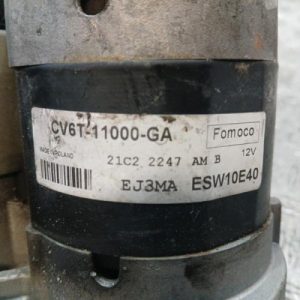 CV6T-11000-GA
Fomoco
MADE IN POLAND
12V
21C2 2247 AM B
EJ3MA ESW10E40